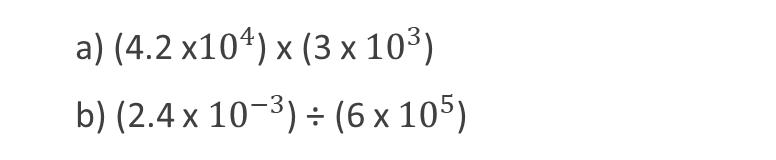 a) (4.2 x10⁴) x (3 x 10³)
b) (2.4 x 10⁻³) ÷ (6 x 10⁵)